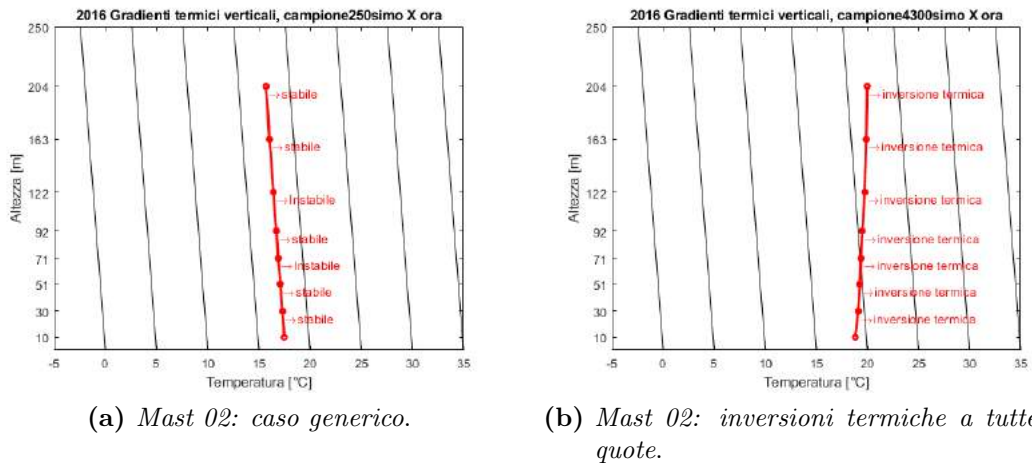 2016 Gradienti termici verticali, campione250simo X ora
250
204
163
122
92
71
51
30
10
Altezza [m]
→stabile
→stabile
→Instabile
→stabile
→Instabile
→stabile
→stabile
-5
0
5
10
15
20
25
30
35
Temperatura [°C]
(a) Mast 02: caso generico.
2016 Gradienti termici verticali, campione4300simo X ora
250
204
163
122
92
71
51
30
10
Altezza [m]
→inversione termica
→inversione termica
→inversione termica
→inversione termica
→inversione termica
→inversione termica
→inversione termica
-5
0
5
10
15
20
25
30
35
Temperatura [°C]
(b) Mast 02: inversioni termiche a tutte
quote.